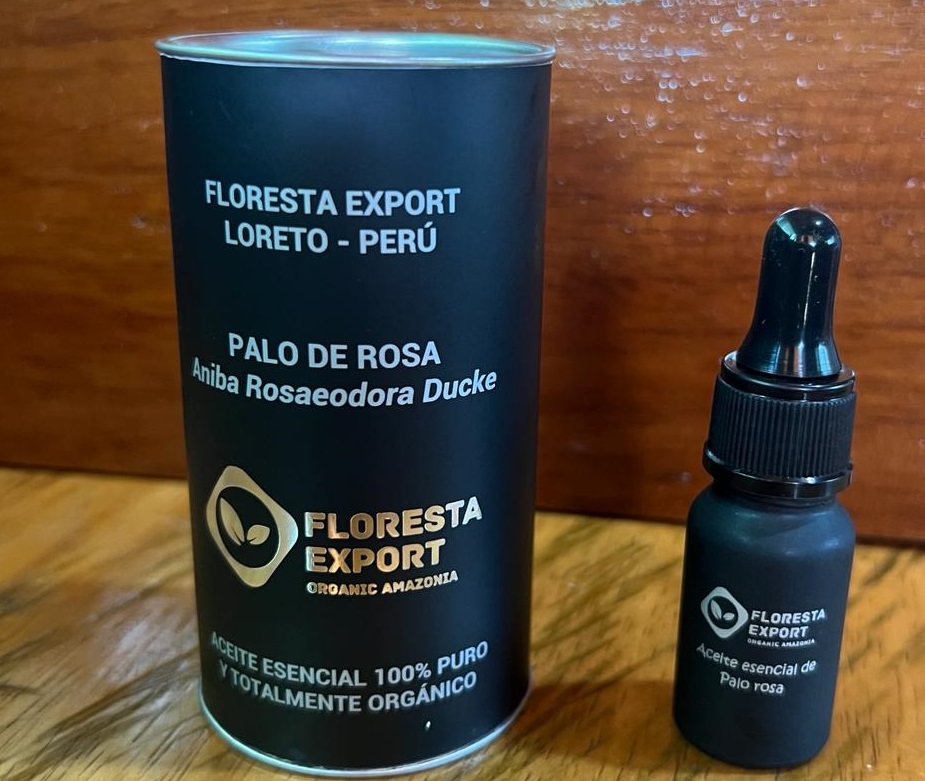 FLORESTA EXPORT
LORETO - PERÚ
PALO DE ROSA
Aniba Rosaeodora Ducke
FLORESTA
EXPORT
ORGANIC AMAZONIA
ACEITE ESENCIAL 100% PURO
Y TOTALMENTE ORGÁNICO
FLORESTA
EXPORT
ORGANIC AMAZONIA
Aceite esencial de
Palo rosa